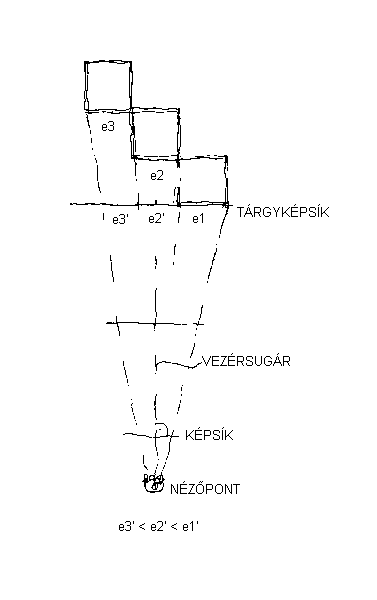 e3
e2
e3' e2' e1 TÁRGYKÉPSÍK
VEZÉRSUGÁR
KÉPSÍK
NÉZŐPONT
e3' < e2' < e1'